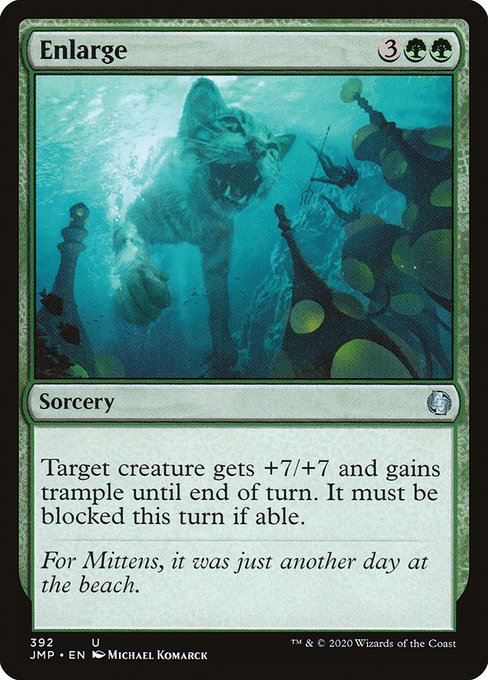 Enlarge 3
Sorcery
Target creature gets +7/+7 and gains
trample until end of turn. It must be
blocked this turn if able.
For Mittens, it was just another day at
the beach.
392 U
JMP • EN Michael Komarck
™ & © 2020 Wizards of the Coast